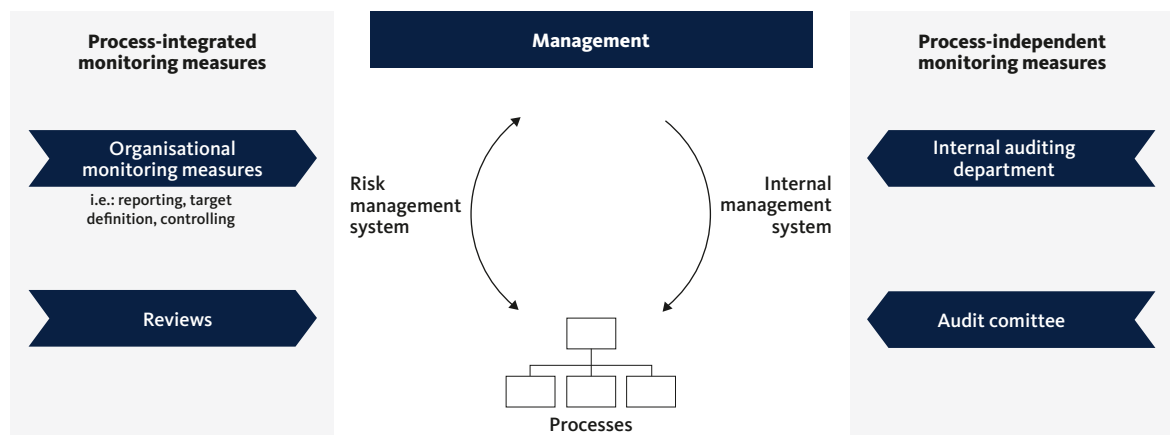 Process-integrated
monitoring measures
Organisational
monitoring measures
i.e.: reporting, target
definition, controlling
Reviews
Management
Risk
management
system
Internal
management
system
Processes
Process-independent
monitoring measures
Internal auditing
department
Audit comittee